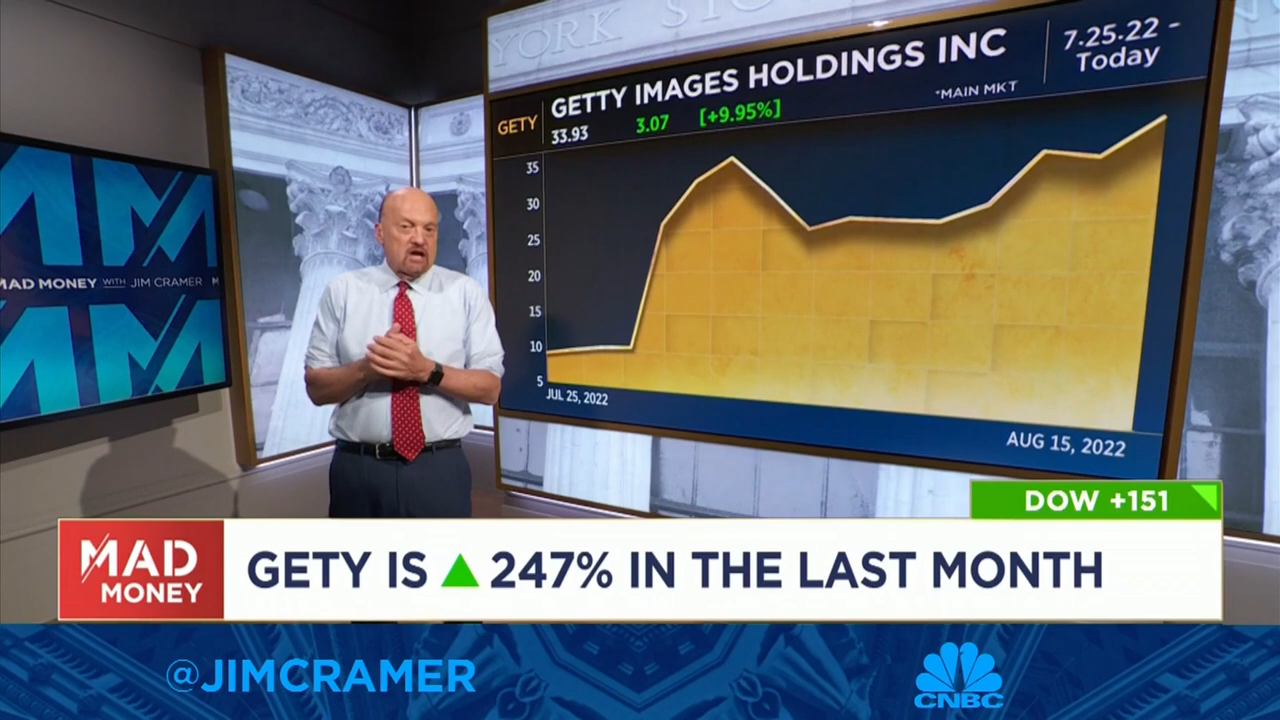 YORK STO
GETTY IMAGES HOLDINGS INC
7.25.22 –
Today
*MAIN MKT
GETY
33.93 3.07 [+9.95%]
35
30
25
20
15
10
5
JUL 25, 2022
AUG 15, 2022
MAD MONEY WITH JIM CRAMER M
DOW +151
MAD
MONEY
GETY IS ▲ 247% IN THE LAST MONTH
@JIMCRAMER
CNBC